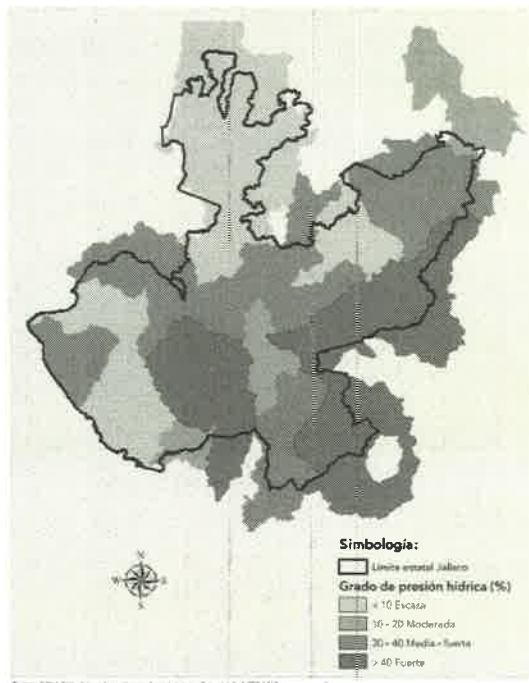 N
W
S
Simbología:
Límite estatal Jalisco
Grado de presión hídrica (%)
< 10 Escasa
10 - 20 Moderada
20 - 40 Media - fuerte
> 40 Fuerte